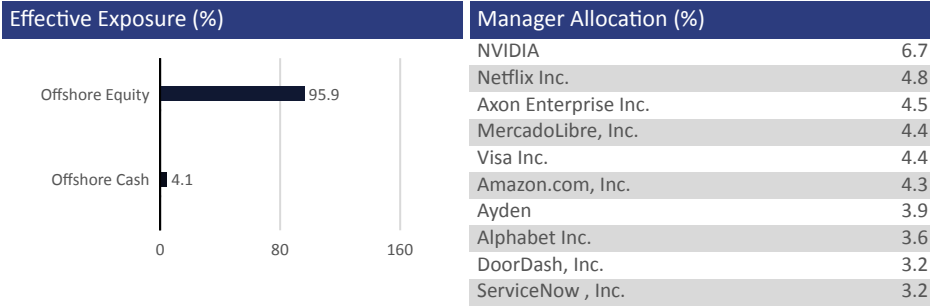 Effective Exposure (%)
Offshore Equity 95.9
Offshore Cash 4.1
0 80 160
Manager Allocation (%)
NVIDIA 6.7
Netflix Inc. 4.8
Axon Enterprise Inc. 4.5
MercadoLibre, Inc. 4.4
Visa Inc. 4.4
Amazon.com, Inc. 4.3
Ayden 3.9
Alphabet Inc. 3.6
DoorDash, Inc. 3.2
ServiceNow , Inc. 3.2